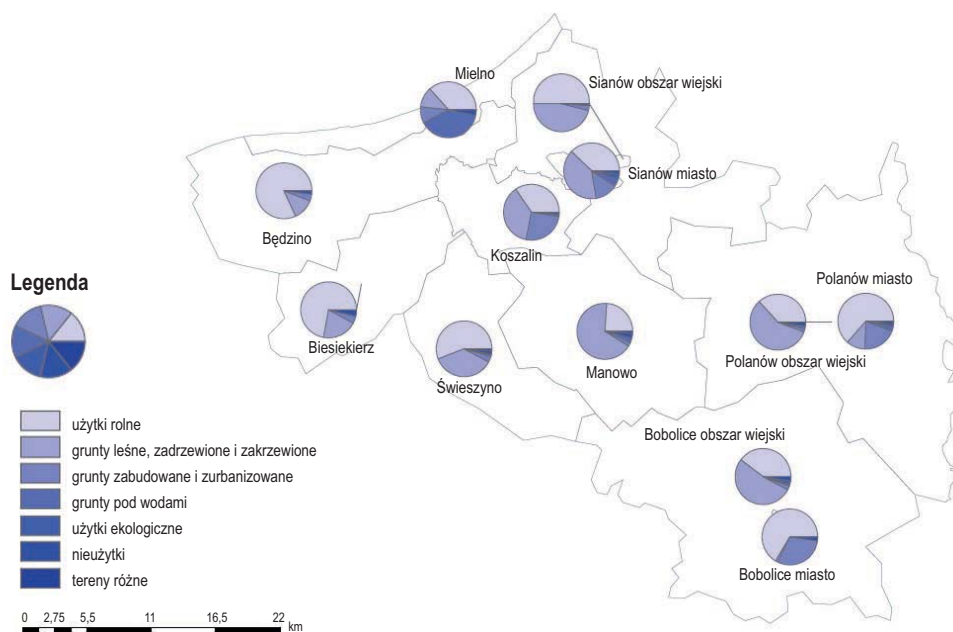 Mielno
Sianów obszar wiejski
Sianów miasto
Będzino
Koszalin
Legenda
Polanów miasto
Biesiekierz
Manowo
Polanów obszar wiejski
Świeszyno
użytki rolne
Bobolice obszar wiejski
grunty leśne, zadrzewione i zakrzewione
grunty zabudowane i zurbanizowane
grunty pod wodami
użytki ekologiczne
nieużytki
Bobolice miasto
tereny różne
0 2,75 5,5 11 16,5 22
km